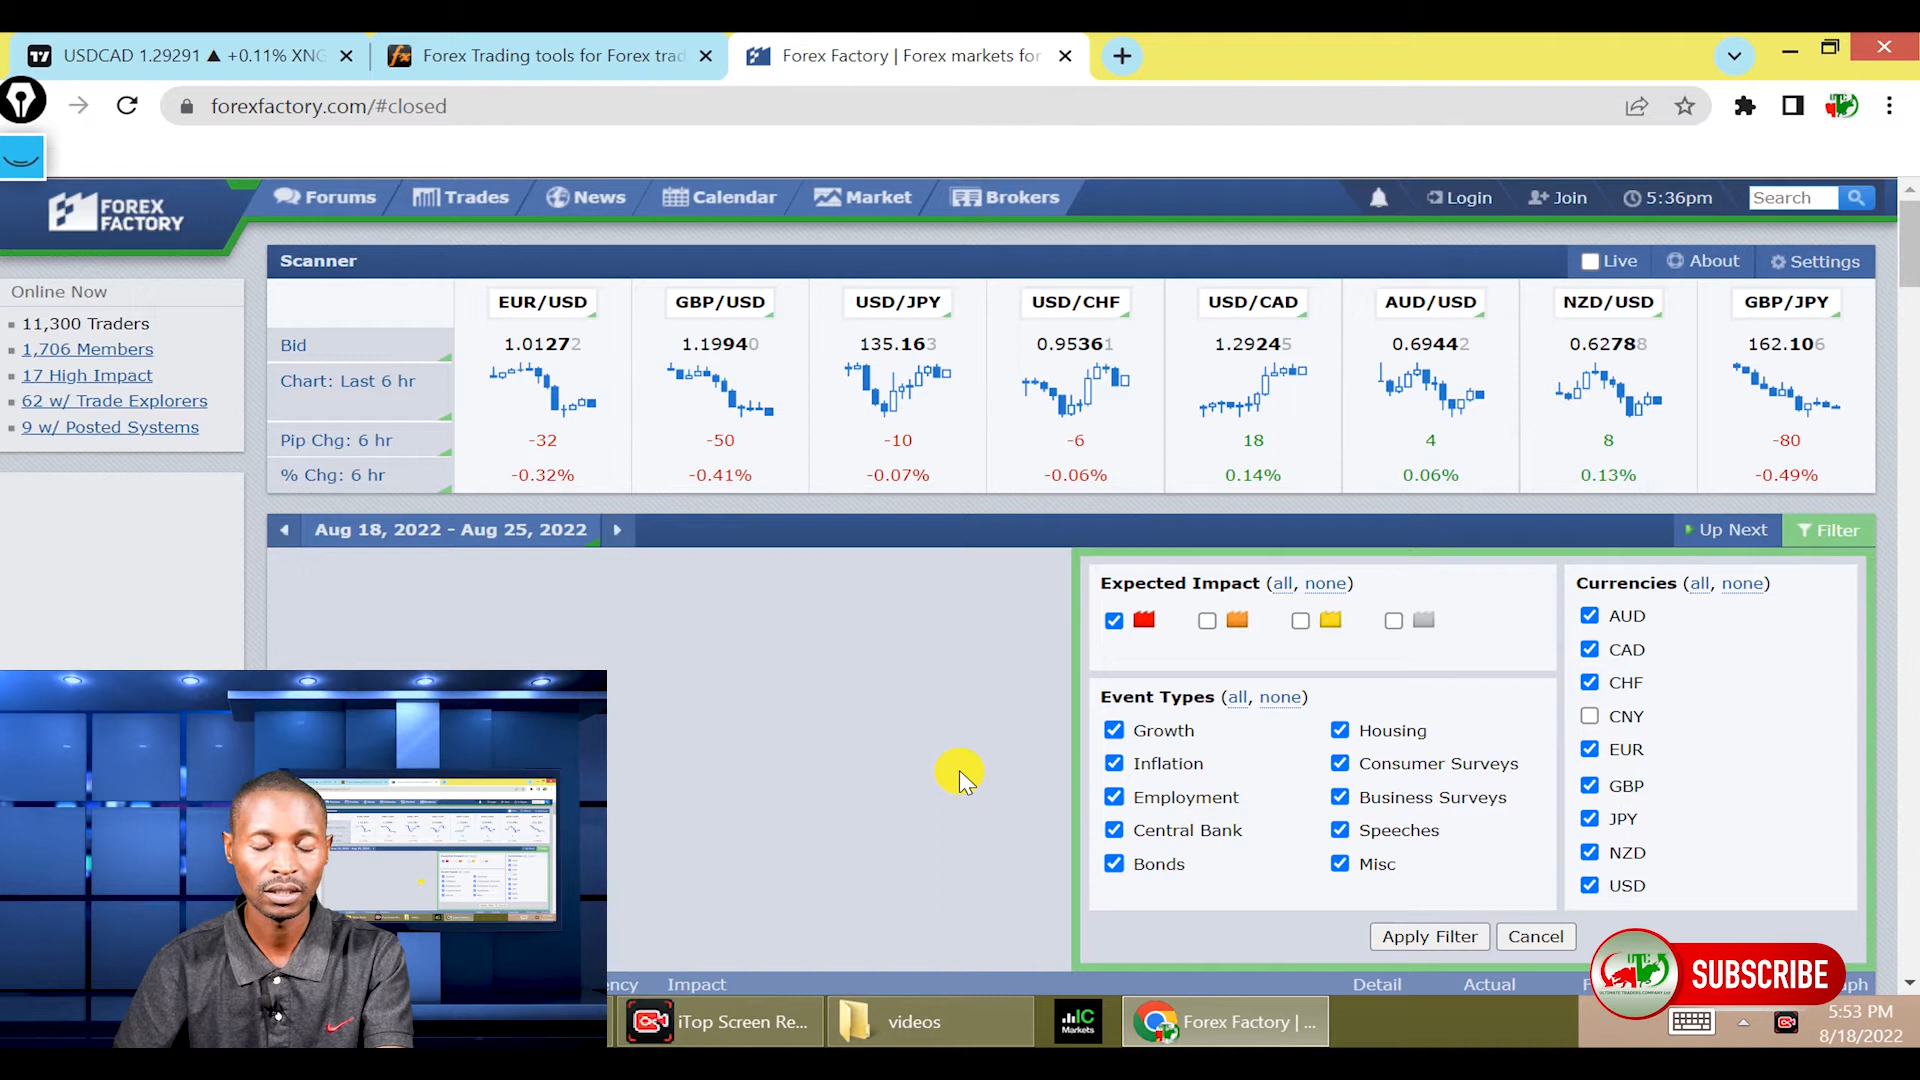 USDCAD 1.29291 ▲ +0.11% XNG
Forex Trading tools for Forex trad
Forex Factory | Forex markets for
forexfactory.com/#closed
FOREX FACTORY
Forums
Trades
News
Calendar
Market
Brokers
Login
Join
5:36pm
Search
Online Now
11,300 Traders
1,706 Members
17 High Impact
62 w/ Trade Explorers
9 w/ Posted Systems
Scanner
Live
About
Settings
EUR/USD GBP/USD USD/JPY USD/CHF USD/CAD AUD/USD NZD/USD GBP/JPY
Bid 1.01272 1.19940 135.163 0.95361 1.29245 0.69442 0.62788 162.106
Chart: Last 6 hr
Pip Chg: 6 hr -32 -50 -10 -6 18 4 8 -80
% Chg: 6 hr -0.32% -0.41% -0.07% -0.06% 0.14% 0.06% 0.13% -0.49%
Aug 18, 2022 - Aug 25, 2022
Up Next
Filter
Expected Impact (all, none)
Event Types (all, none)
Growth
Housing
Inflation
Consumer Surveys
Employment
Business Surveys
Central Bank
Speeches
Bonds
Misc
Currencies (all, none)
AUD
CAD
CHF
CNY
EUR
GBP
JPY
NZD
USD
Apply Filter
Cancel
ency Impact Detail Actual
SUBSCRIBE
iTop Screen Re...
videos
IC Markets
Forex Factory | ...
5:53 PM
8/18/2022